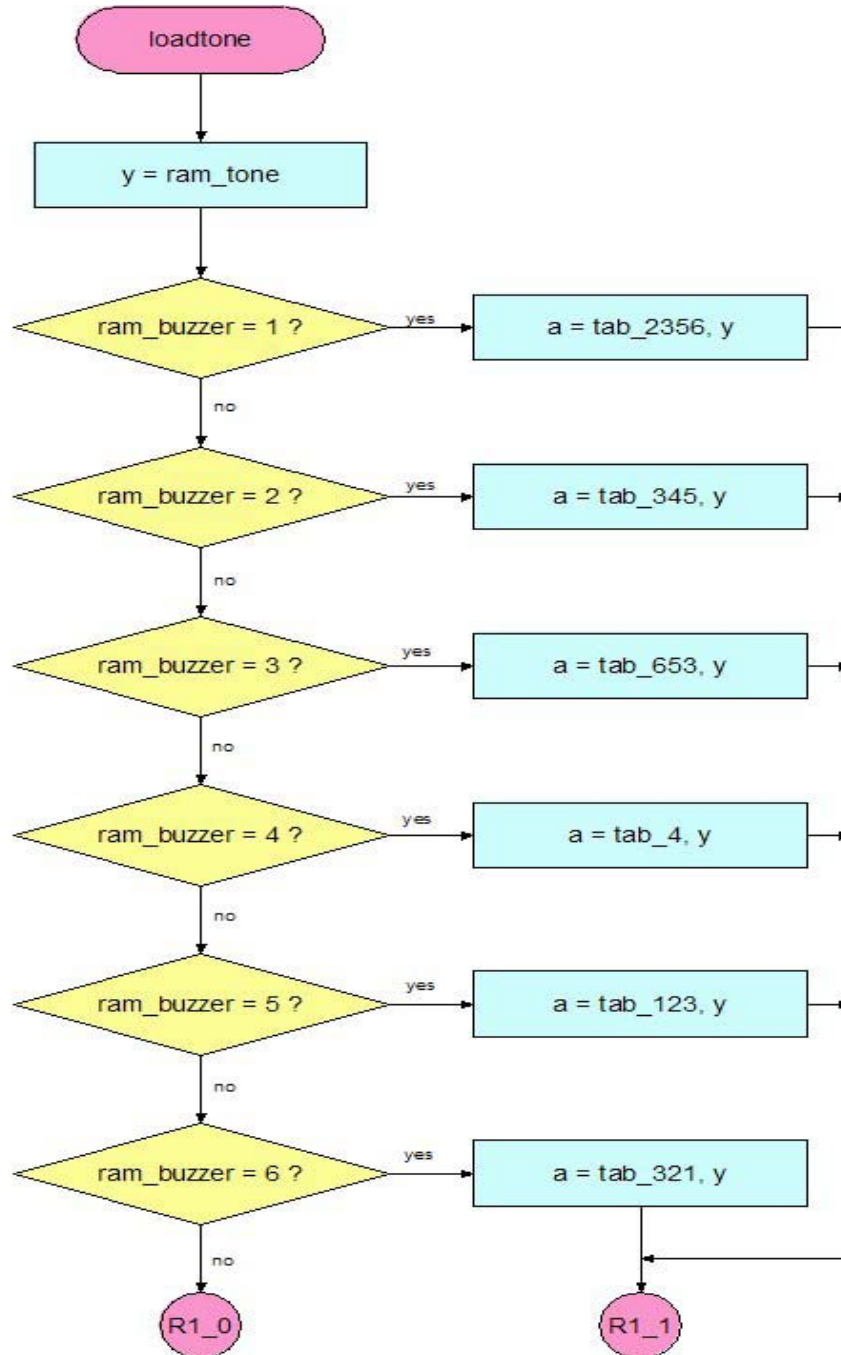 loadtone
y = ram_tone
ram_buzzer = 1 ?
yes
a = tab_2356, y
no
ram_buzzer = 2 ?
yes
a = tab_345, y
no
ram_buzzer = 3 ?
yes
a = tab_653, y
no
ram_buzzer = 4 ?
yes
a = tab_4, y
no
ram_buzzer = 5 ?
yes
a = tab_123, y
no
ram_buzzer = 6 ?
yes
a = tab_321, y
no
R1_0
R1_1